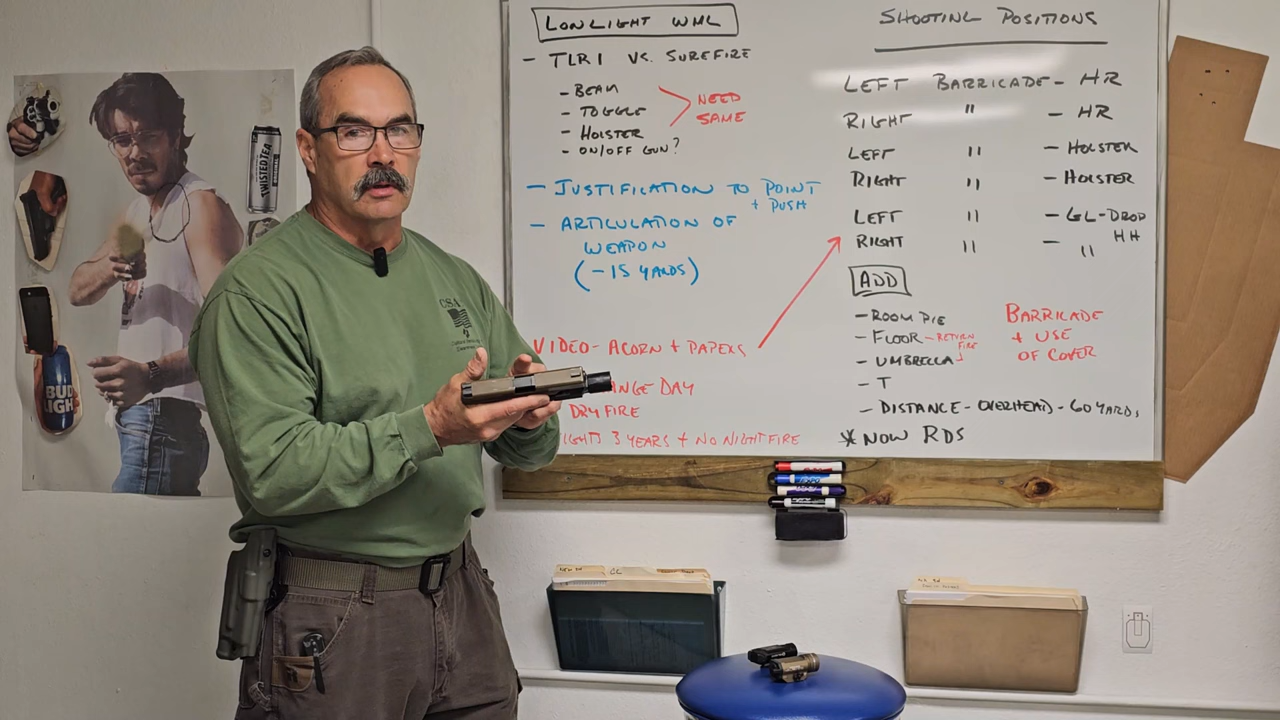 LOWLIGHT WML
- TLR1 VS. SUREFIRE
- BEAM
- TOGGLE
- HOLSTER
- ON/OFF GUN?
NEED
SAME
- JUSTIFICATION TO POINT
+ PUSH
- ARTICULATION OF
WEAPON
(-15 YARDS)
VIDEO - ACORN + PAPERS
RANGE DAY
DRY FIRE
3 YEARS + NO NIGHT FIRE
SHOOTING POSITIONS
LEFT BARRICADE - HR
RIGHT " - HR
LEFT " - HOLSTER
RIGHT " - HOLSTER
LEFT " - GL-DROP
RIGHT " - " HH
ADD
- ROOM PIE
- FLOOR - RETURN
FIRE
- UMBRELLA
- T
- DISTANCE - OVERHEAD - 60 YARDS
* NOW RDS
BARRICADE
+ USE
OF COVER
TWISTED TEA
BUD
LIGHT
CSA
EXPO